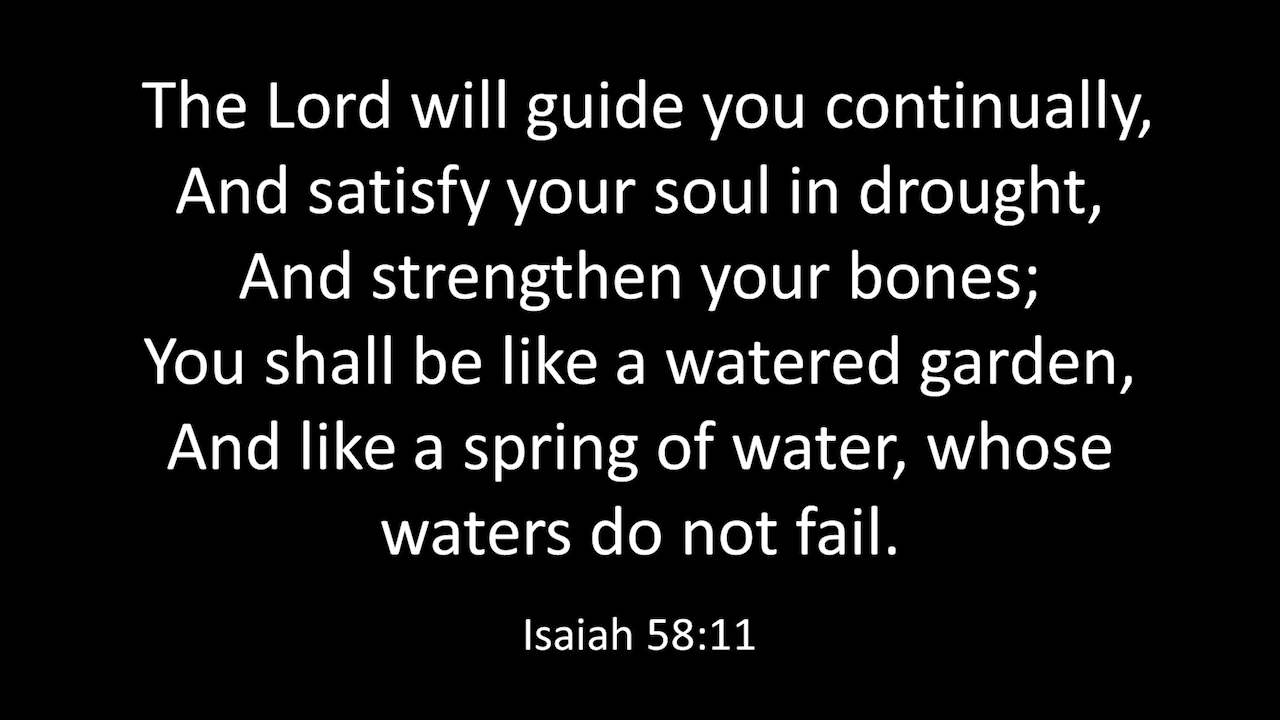 The Lord will guide you continually,
And satisfy your soul in drought,
And strengthen your bones;
You shall be like a watered garden,
And like a spring of water, whose
waters do not fail.
Isaiah 58:11